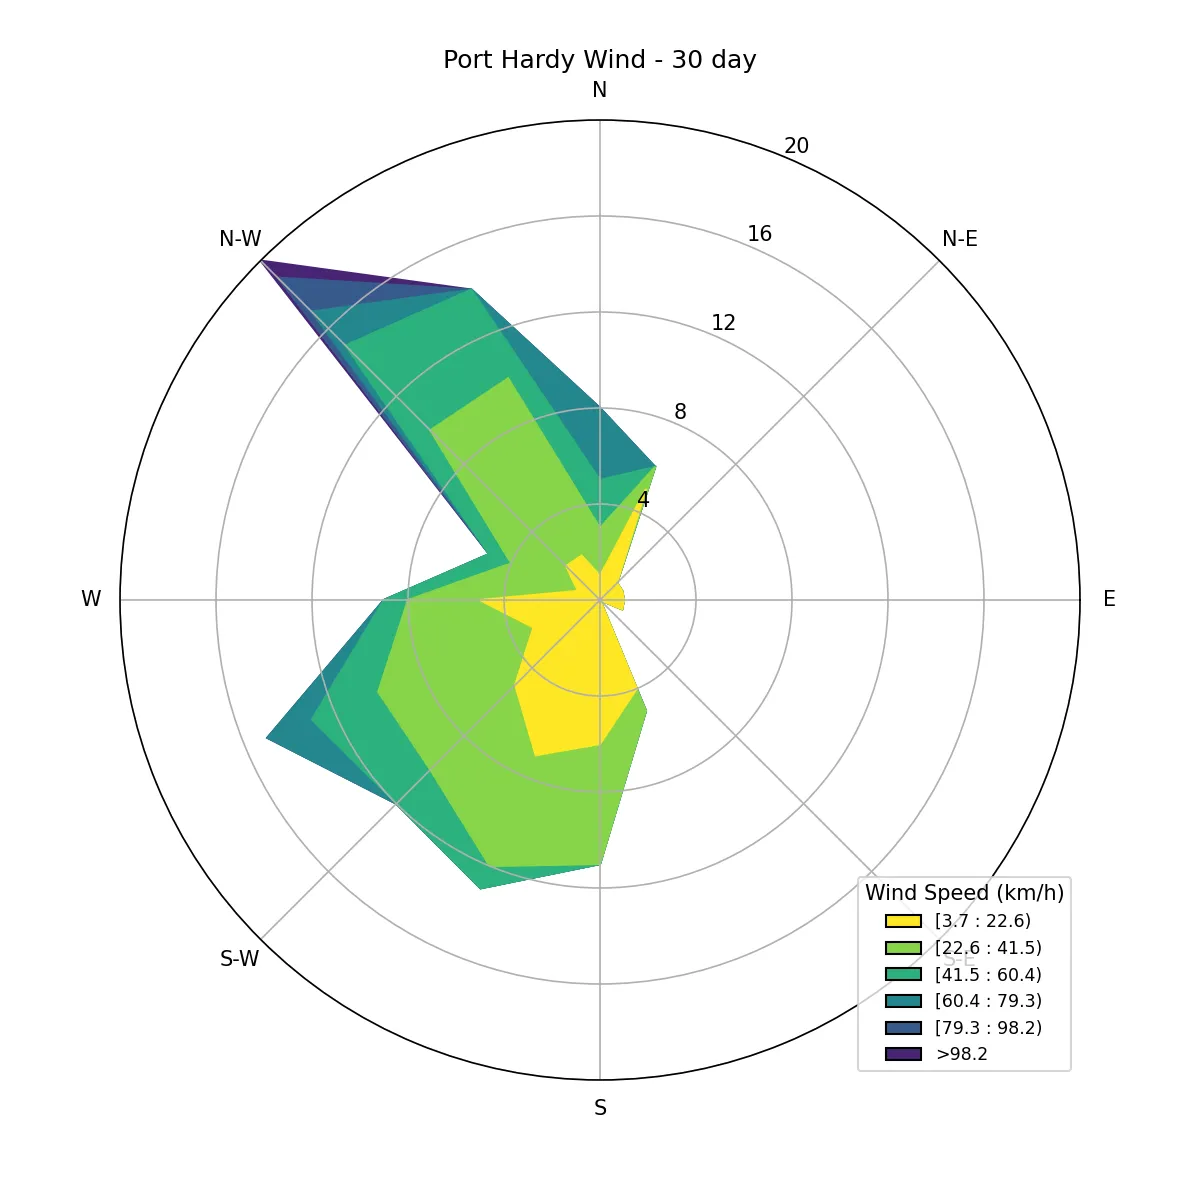 Port Hardy Wind - 30 day
N
20
16
N-W
N-E
12
8
4
W
E
S-W
S-E
Wind Speed (km/h)
[3.7 : 22.6)
[22.6 : 41.5)
[41.5 : 60.4)
[60.4 : 79.3)
[79.3 : 98.2)
>98.2
S